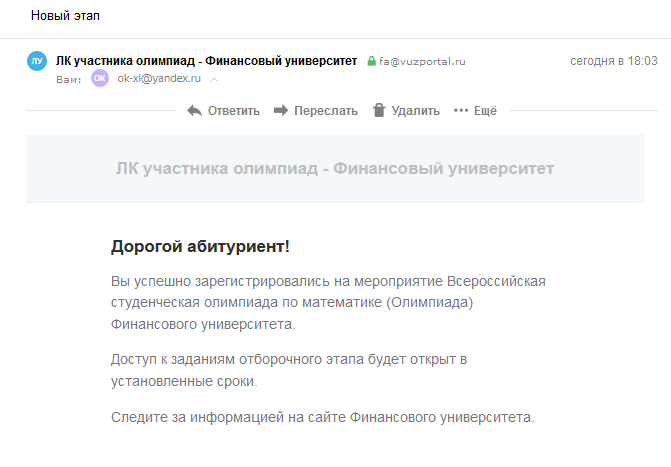 Новый этап
ЛУ ЛК участника олимпиад - Финансовый университет fa@vuzportal.ru сегодня в 18:03
Вам: ОК ok-xi@yandex.ru
Ответить Переслать Удалить Ещё
ЛК участника олимпиад - Финансовый университет
Дорогой абитуриент!
Вы успешно зарегистрировались на мероприятие Всероссийская
студенческая олимпиада по математике (Олимпиада)
Финансового университета.
Доступ к заданиям отборочного этапа будет открыт в
установленные сроки.
Следите за информацией на сайте Финансового университета.